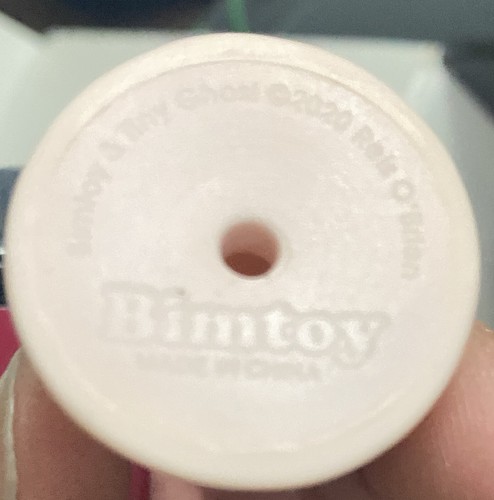 Bimtoy & Tiny Ghost ©2020 Reis O'Brien
Bimtoy
MADE IN CHINA